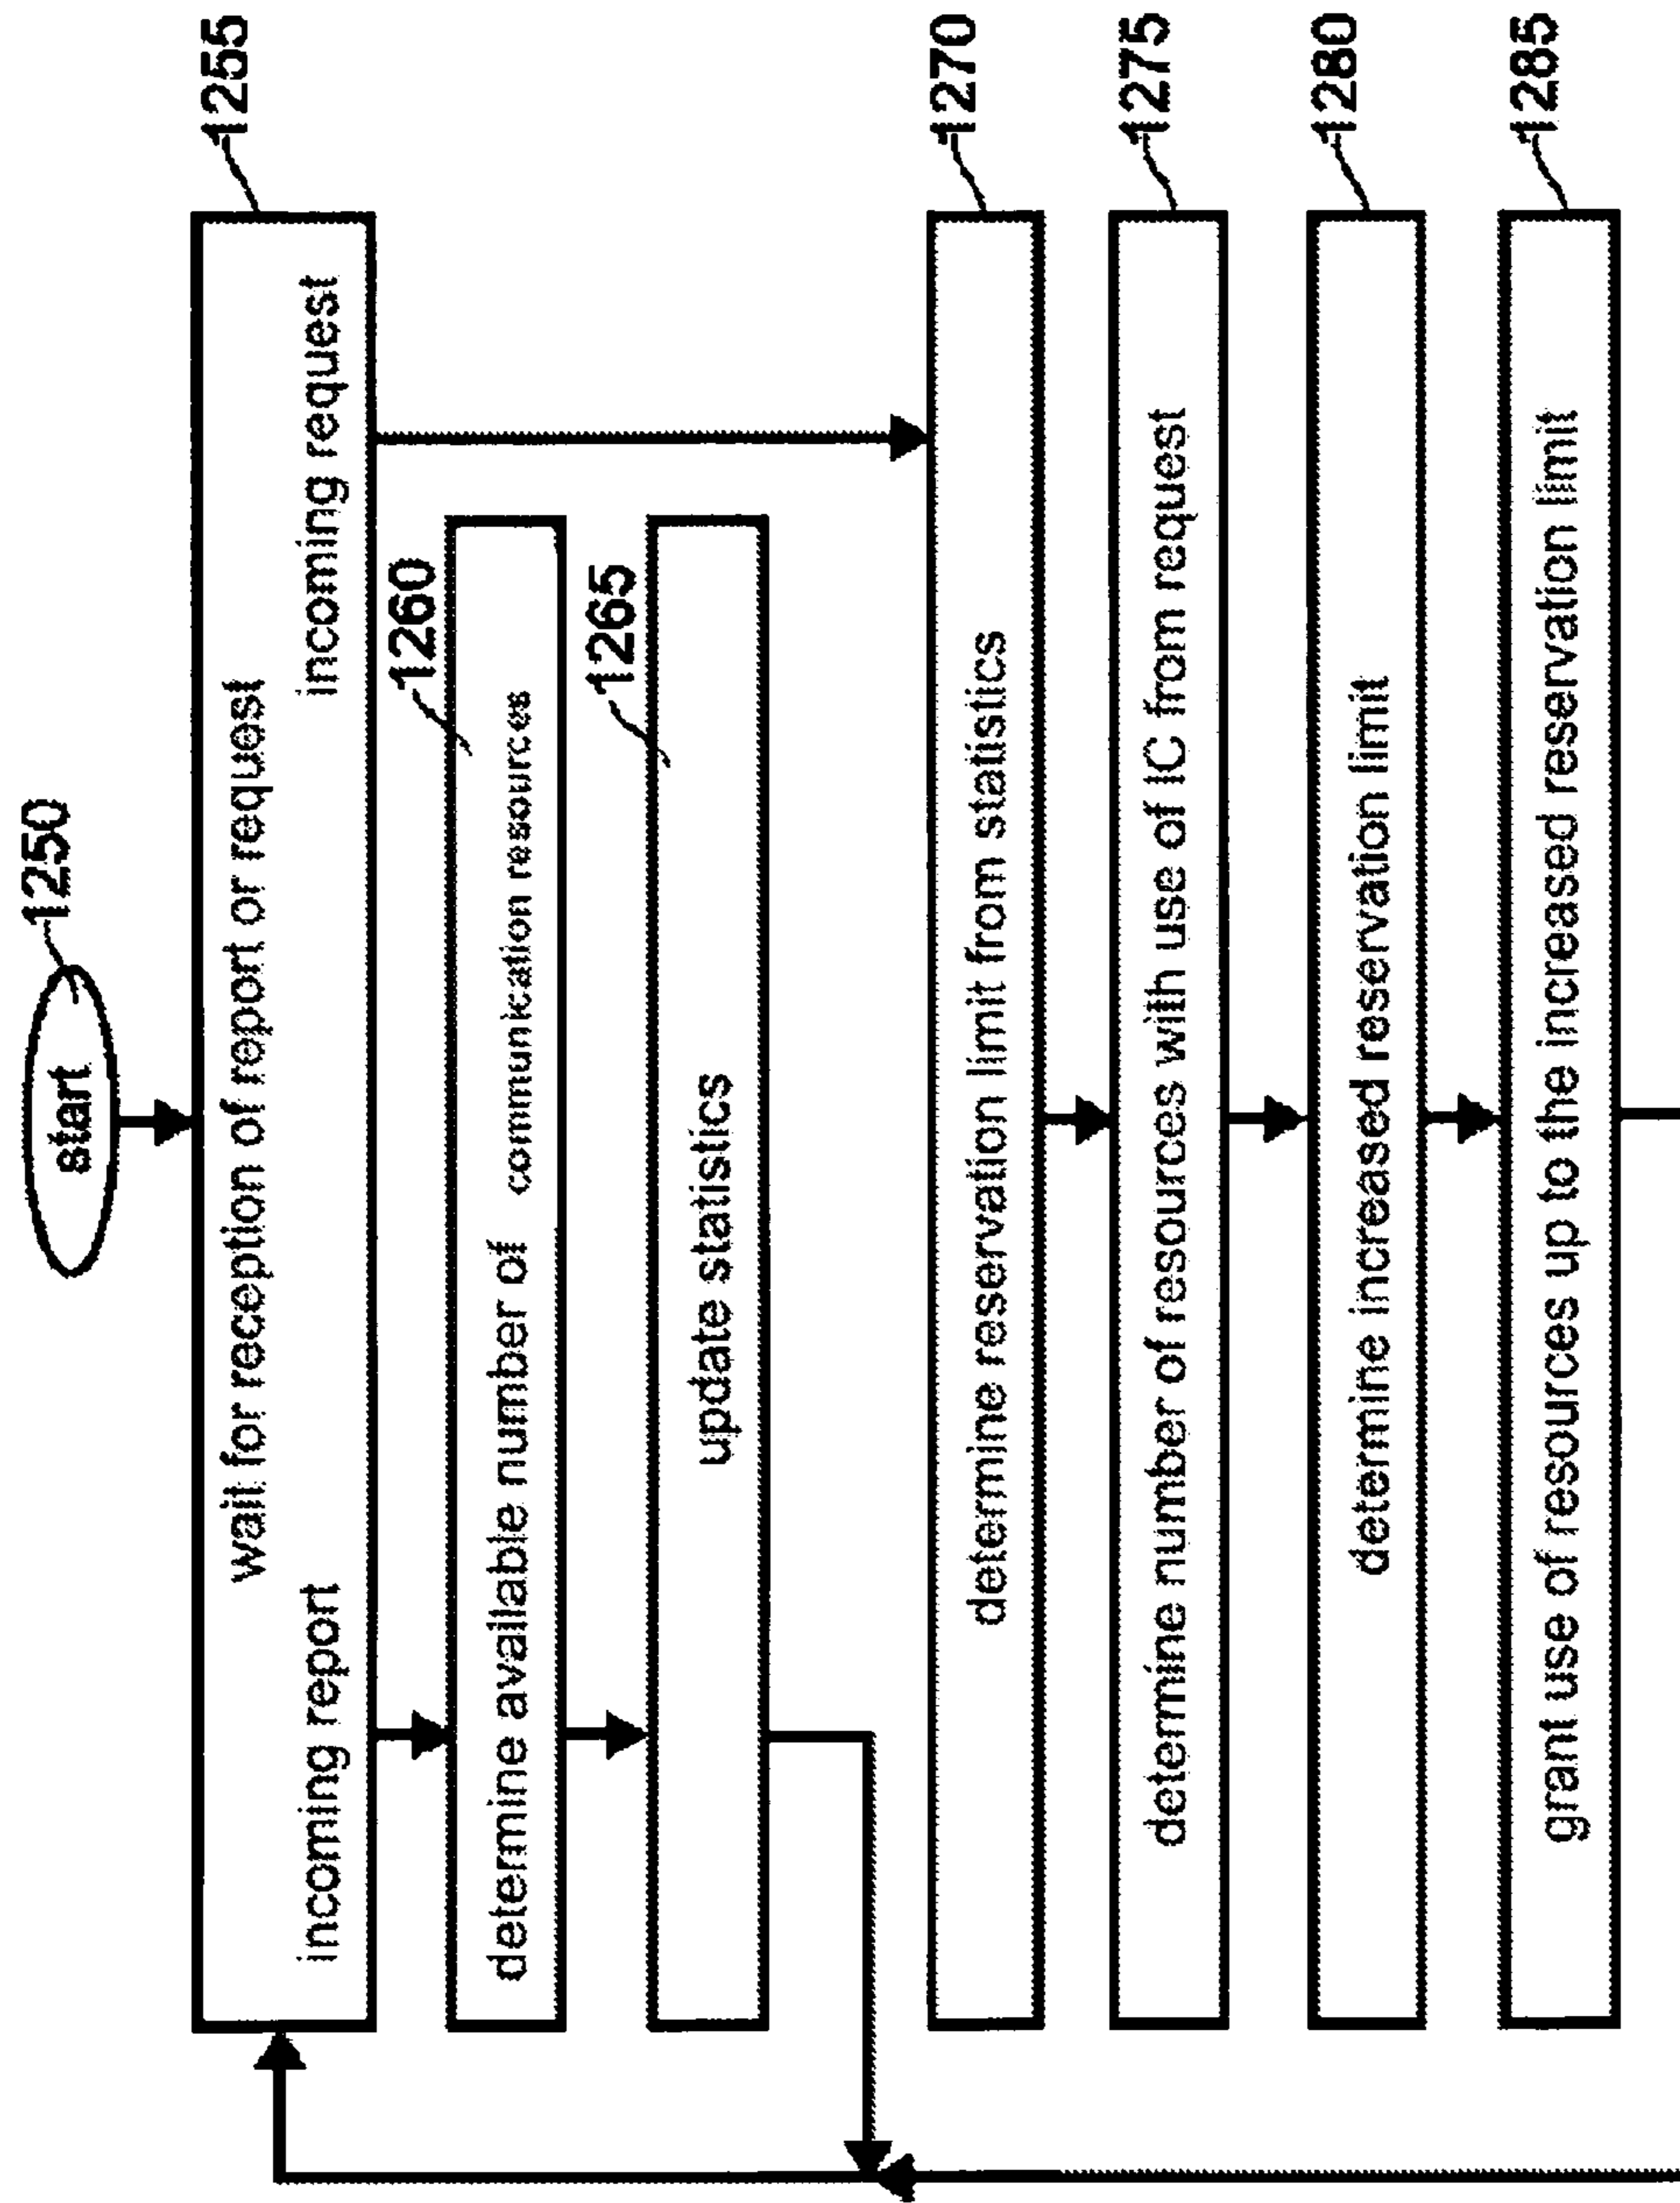 1250
start
1255
wait for reception of report or request
incoming report
incoming request
1260
determine available number of communication resources
1265
update statistics
1270
determine reservation limit from statistics
1275
determine number of resources with use of IC from request
1280
determine increased reservation limit
1285
grant use of resources up to the increased reservation limit